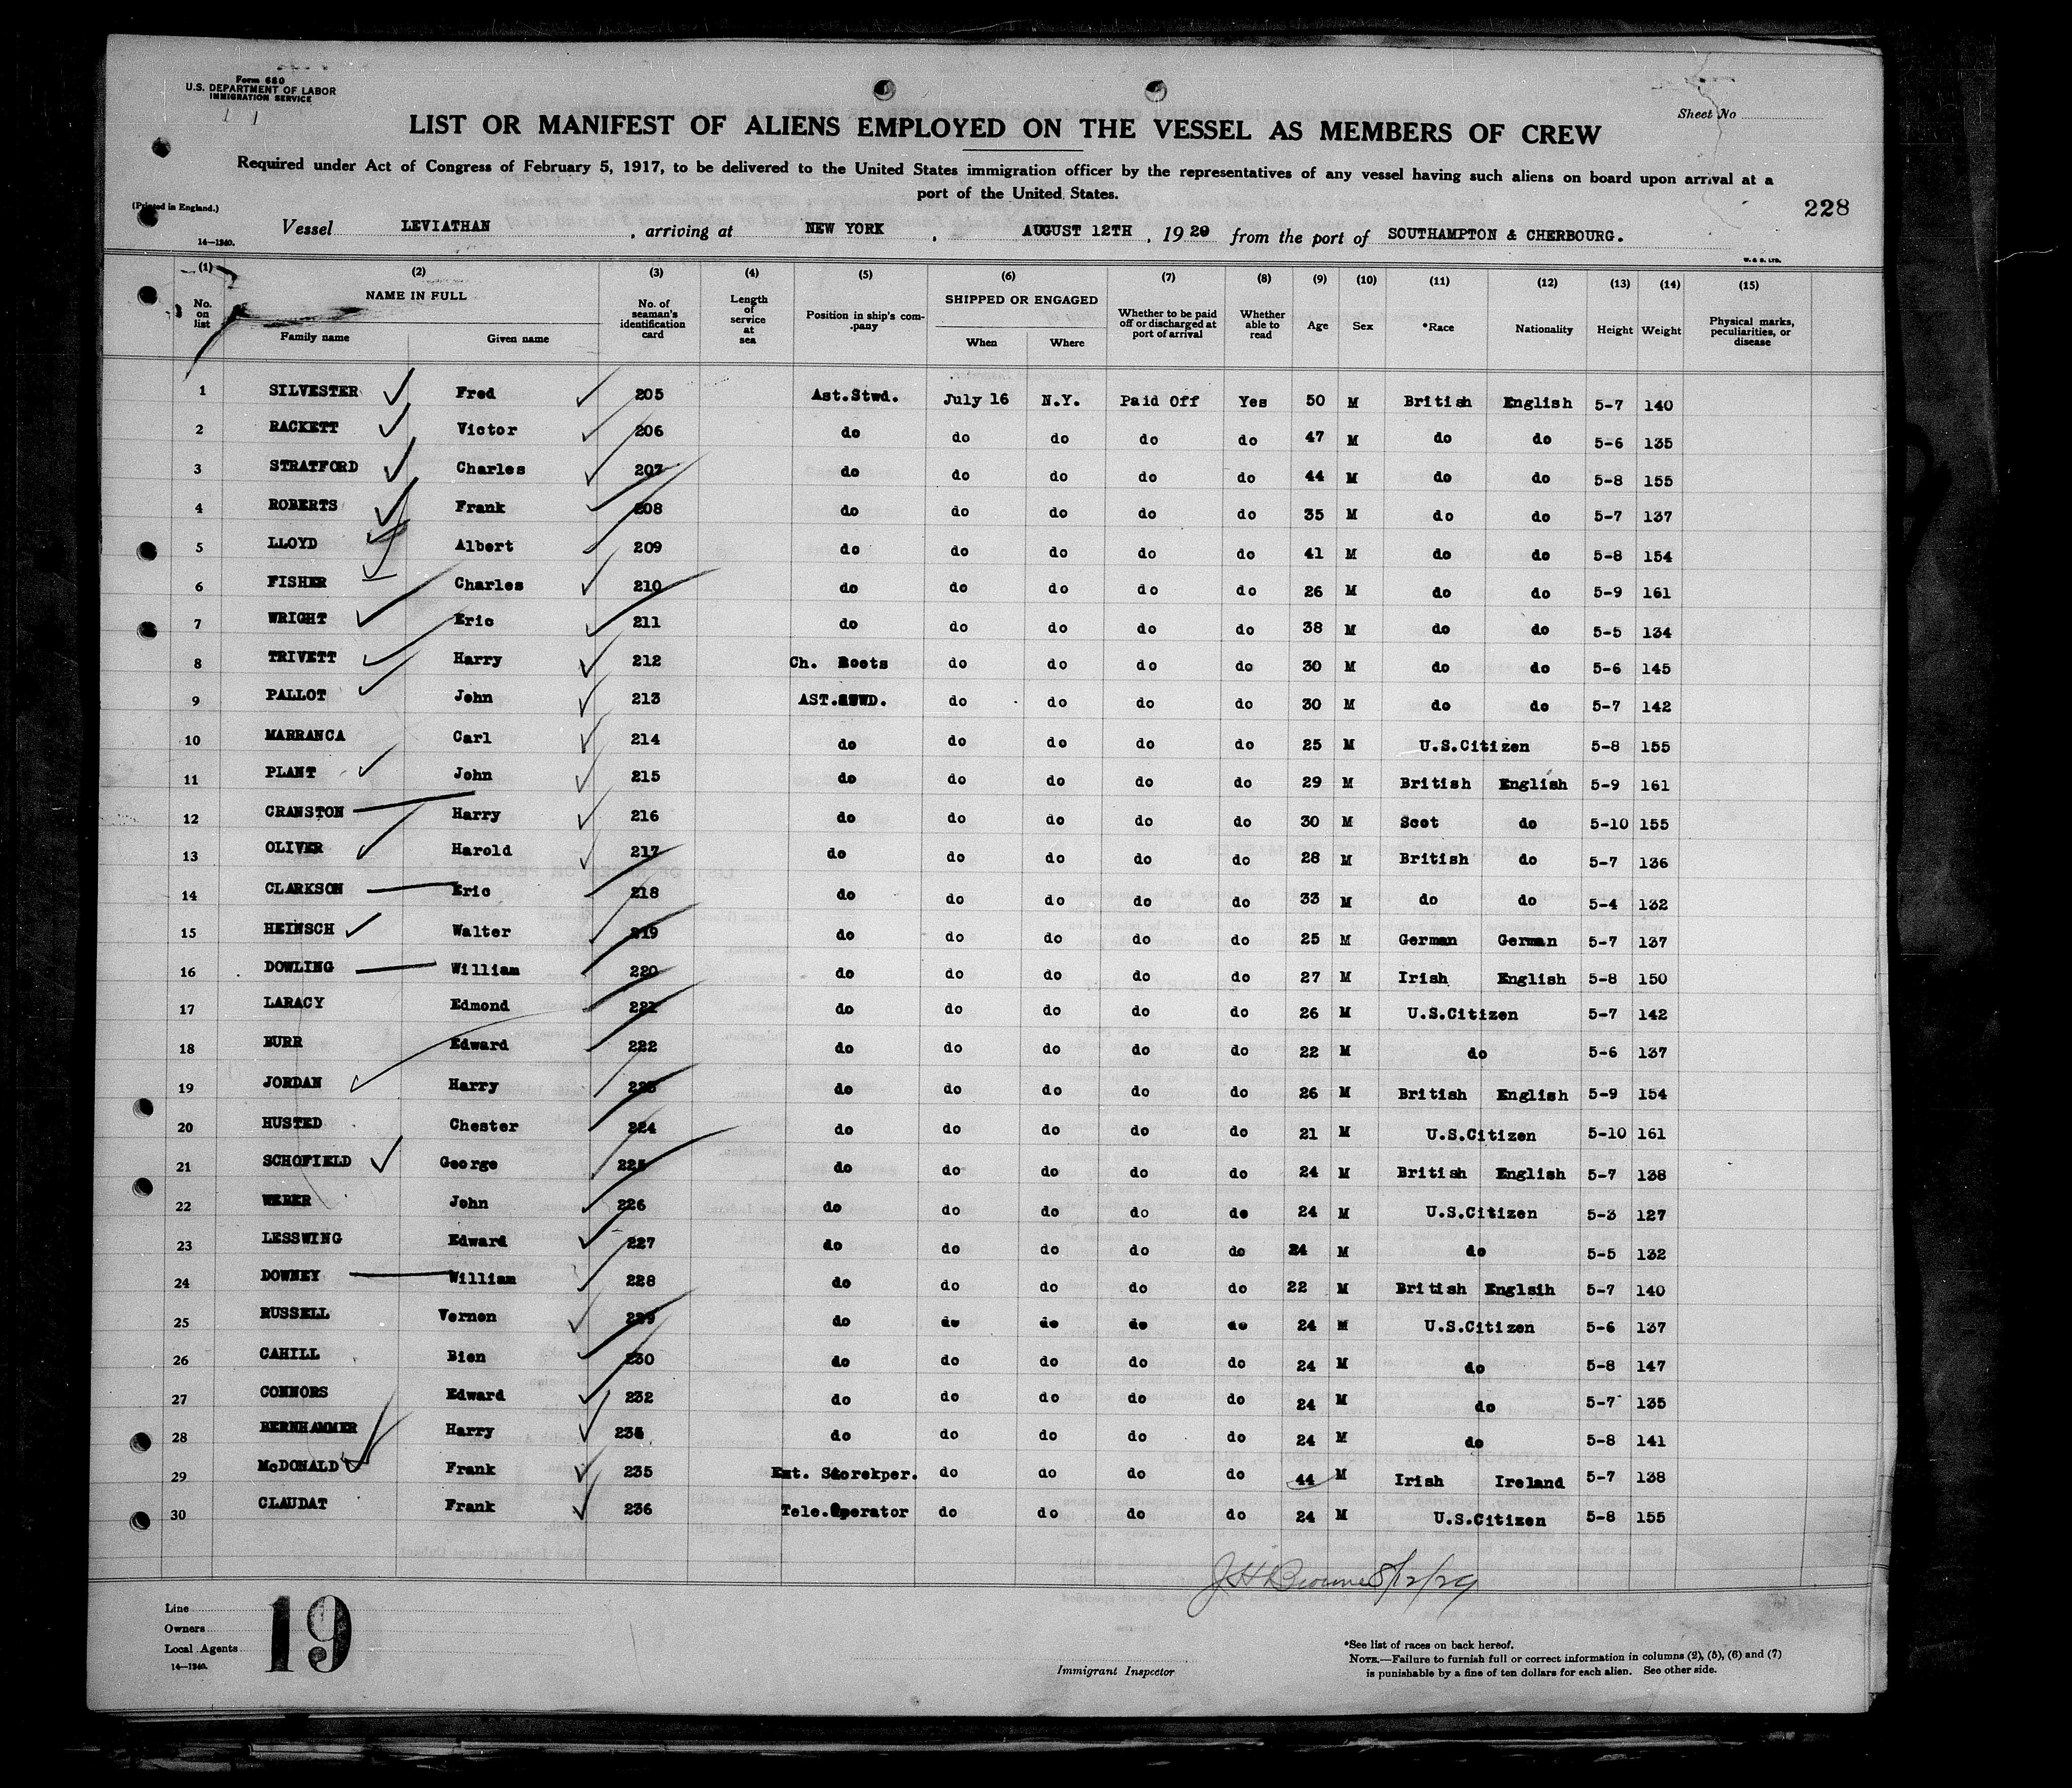 Form 680
U.S. DEPARTMENT OF LABOR
IMMIGRATION SERVICE
Sheet No
LIST OR MANIFEST OF ALIENS EMPLOYED ON THE VESSEL AS MEMBERS OF CREW
Required under Act of Congress of February 5, 1917, to be delivered to the United States immigration officer by the representatives of any vessel having such aliens on board upon arrival at a
port of the United States.
(Printed in England.)
228
14—1240.
Vessel LEVIATHAN , arriving at NEW YORK , AUGUST 12TH , 19 29 from the port of SOUTHAMPTON & CHERBOURG.
W. & S. LTD.
(1) (2) (3) (4) (5) (6) (7) (8) (9) (10) (11) (12) (13) (14) (15)
No. on list NAME IN FULL Family name Given name No. of seaman's identification card Length of service at sea Position in ship's com-.pany SHIPPED OR ENGAGED When Where Whether to be paid off or discharged at port of arrival Whether able to read Age Sex *Race Nationality Height Weight Physical marks, peculiarities, or disease
1 SILVESTER Fred 205 Ast.Stwd. July 16 N.Y. Paid Off Yes 50 M British English 5-7 140
2 RACKETT Victor 206 do do do do do 47 M do do 5-6 135
3 STRATFORD Charles 207 do do do do do 44 M do do 5-8 155
4 ROBERTS Frank 208 do do do do do 35 M do do 5-7 137
5 LLOYD Albert 209 do do do do do 41 M do do 5-8 154
6 FISHER Charles 210 do do do do do 26 M do do 5-9 161
7 WRIGHT Eric 211 do do do do do 38 M do do 5-5 134
8 TRIVETT Harry 212 Ch. Boots do do do do 30 M do do 5-6 145
9 PALLOT John 213 AST.STWD. do do do do 30 M do do 5-7 142
10 MARRANCA Carl 214 do do do do do 25 M U.S.Citizen 5-8 155
11 PLANT John 215 do do do do do 29 M British English 5-9 161
12 CRANSTON Harry 216 do do do do do 30 M Scot do 5-10 155
13 OLIVER Harold 217 do do do do do 28 M British do 5-7 136
14 CLARKSON Eric 218 do do do do do 33 M do do 5-4 132
15 HEINSCH Walter 219 do do do do do 25 M German German 5-7 137
16 DOWLING William 220 do do do do do 27 M Irish English 5-8 150
17 LARACY Edmond 221 do do do do do 26 M U.S.Citizen 5-7 142
18 BURR Edward 222 do do do do do 22 M do 5-6 137
19 JORDAN Harry 223 do do do do do 26 M British English 5-9 154
20 HUSTED Chester 224 do do do do do 21 M U.S.Citizen 5-10 161
21 SCHOFIELD George 225 do do do do do 24 M British English 5-7 138
22 WEBER John 226 do do do do do 24 M U.S.Citizen 5-3 127
23 LESSWING Edward 227 do do do do do 24 M do 5-5 132
24 DOWNEY William 228 do do do do do 22 M British Englsih 5-7 140
25 RUSSELL Vernon 229 do do do do do 24 M U.S.Citizen 5-6 137
26 CAHILL Bien 230 do do do do do 24 M do 5-8 147
27 CONNORS Edward 232 do do do do do 24 M do 5-7 135
28 BERNHAMMER Harry do do do do do 24 M do 5-8 141
29 McDONALD Frank 235 Storekper. do do do do 44 M Irish Ireland 5-7 138
30 CLAUDAT Frank 236 Tele.Operator do do do do 24 M U.S.Citizen 5-8 155
J H Browne 8/12/29
Line
Owners
Local Agents
14—1240.
19
Immigrant Inspector
*See list of races on back hereof.
NOTE.—Failure to furnish full or correct information in columns (2), (5), (6) and (7)
is punishable by a fine of ten dollars for each alien. See other side.